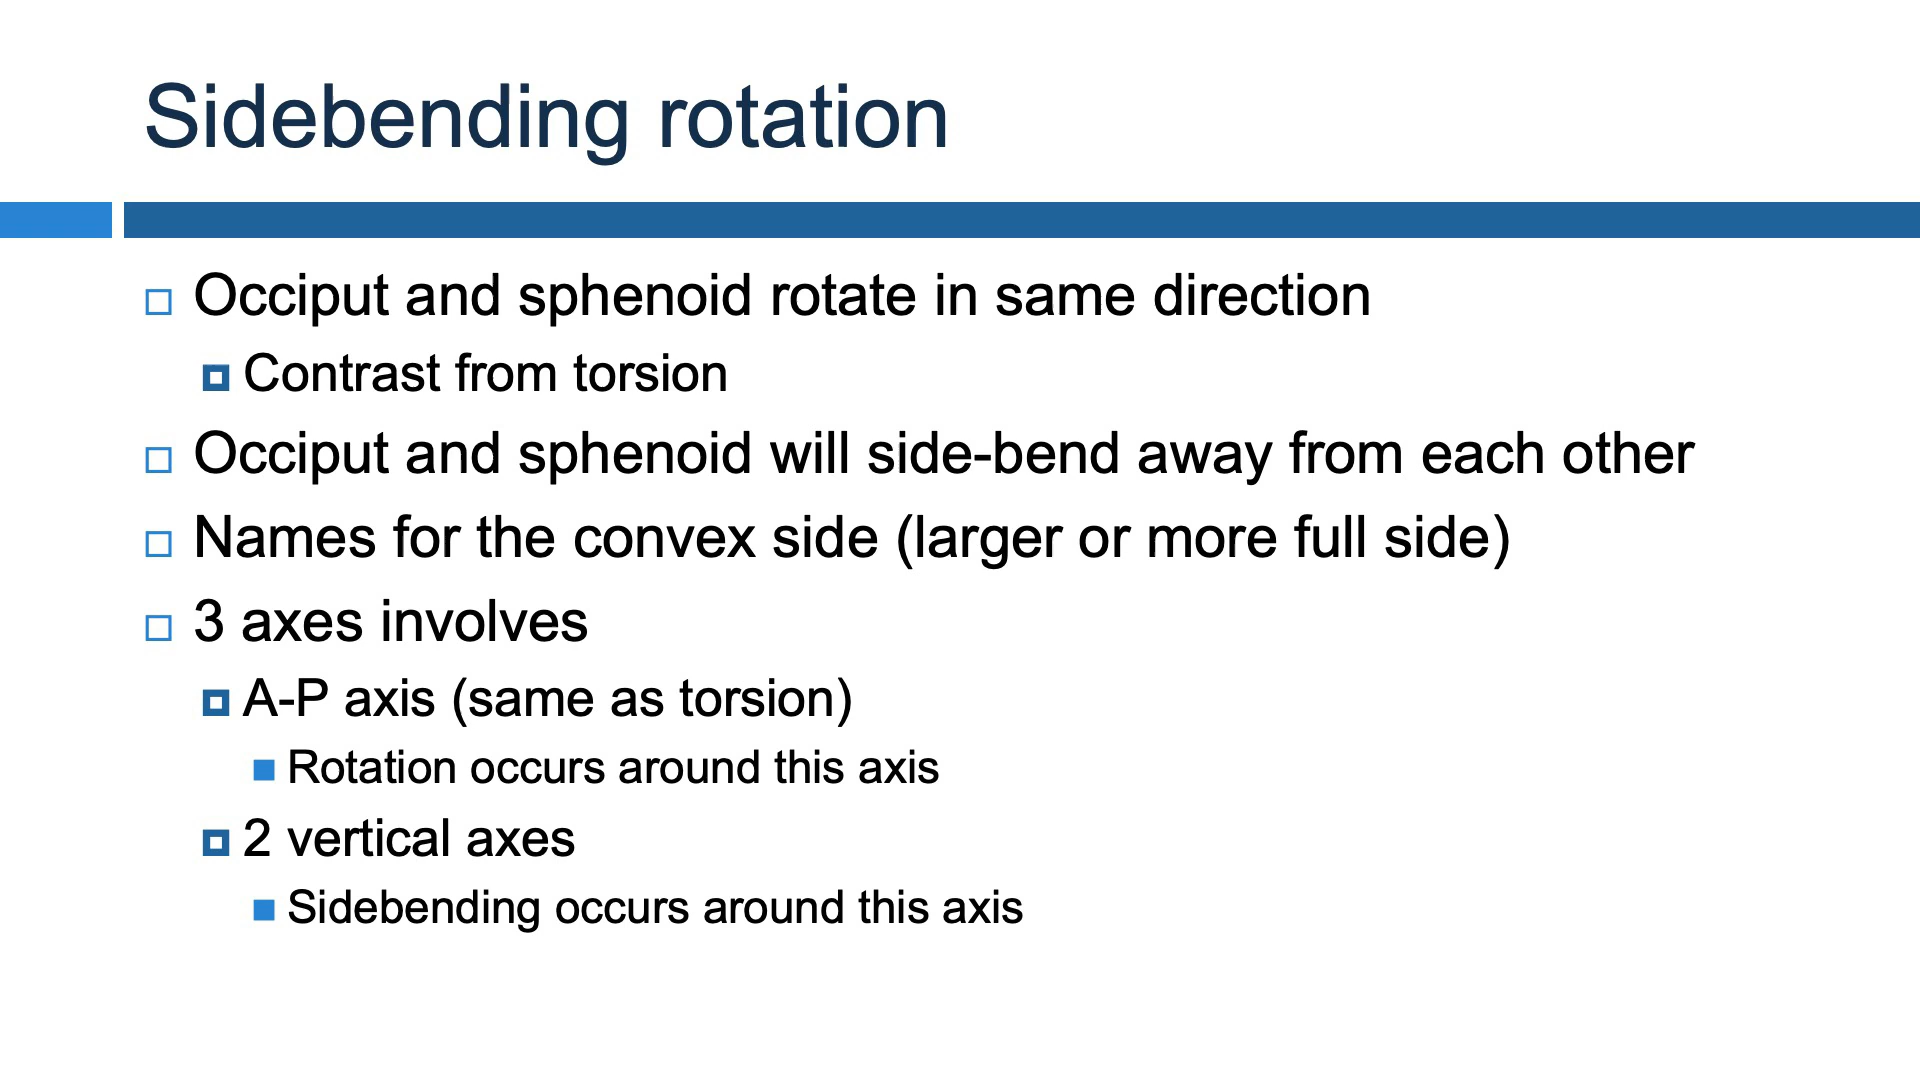 Sidebending rotation
Occiput and sphenoid rotate in same direction
Contrast from torsion
Occiput and sphenoid will side-bend away from each other
Names for the convex side (larger or more full side)
3 axes involves
A-P axis (same as torsion)
Rotation occurs around this axis
2 vertical axes
Sidebending occurs around this axis